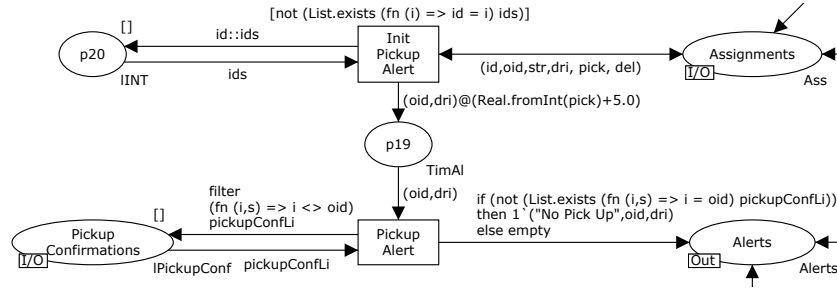 [not (List.exists (fn (i) => id = i) ids)]
[]
id::ids
p20
Init
Pickup
Alert
Assignments
I/O
lINT
ids
(id,oid,str,dri, pick, del)
Ass
(oid,dri)@(Real.fromInt(pick)+5.0)
p19
TimAl
(oid,dri)
filter
(fn (i,s) => i <> oid)
pickupConfLi
[]
if (not (List.exists (fn (i,s) => i = oid) pickupConfLi))
then 1`("No Pick Up",oid,dri)
else empty
Pickup
Confirmations
I/O
lPickupConf
pickupConfLi
Pickup
Alert
Alerts
Out
Alerts